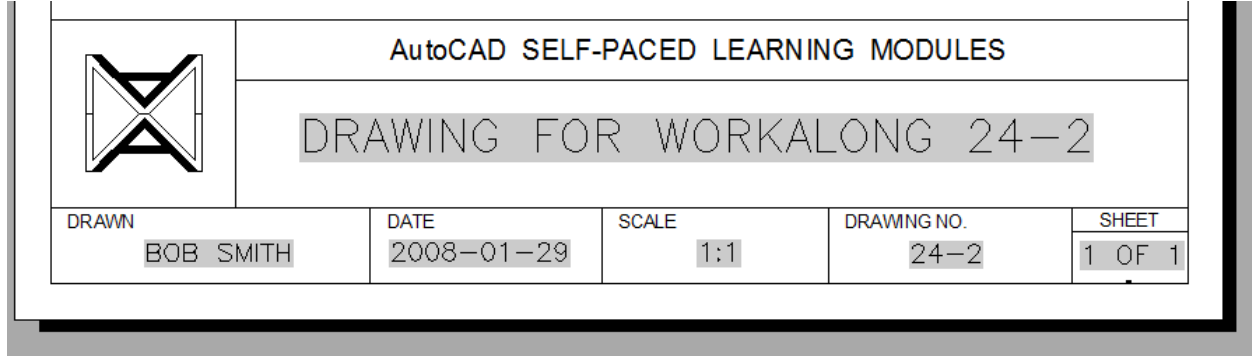 AutoCAD SELF-PACED LEARNING MODULES
DRAWING FOR WORKALONG 24-2
DRAWN DATE SCALE DRAWING NO. SHEET
BOB SMITH 2008-01-29 1:1 24-2 1 OF 1